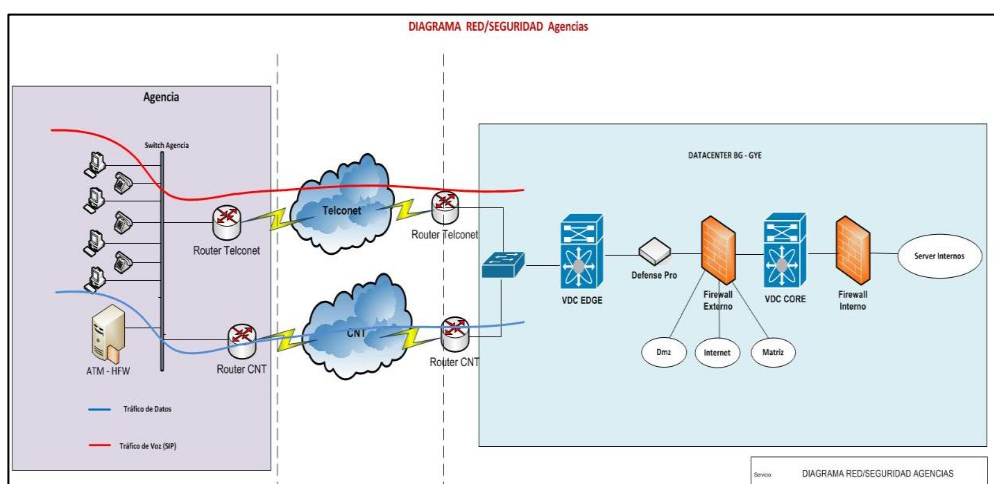 DIAGRAMA RED/SEGURIDAD Agencias
Agencia
Switch Agencia
Router Telconet
ATM - HFW
Router CNT
Tráfico de Datos
Tráfico de Voz (SIP)
Telconet
CNT
Router Telconet
Router CNT
DATACENTER BG - GYE
VDC EDGE
Defense Pro
Firewall
Externo
VDC CORE
Firewall
Interno
Server Internos
Dmz
Internet
Matriz
Servicio:
DIAGRAMA RED/SEGURIDAD AGENCIAS